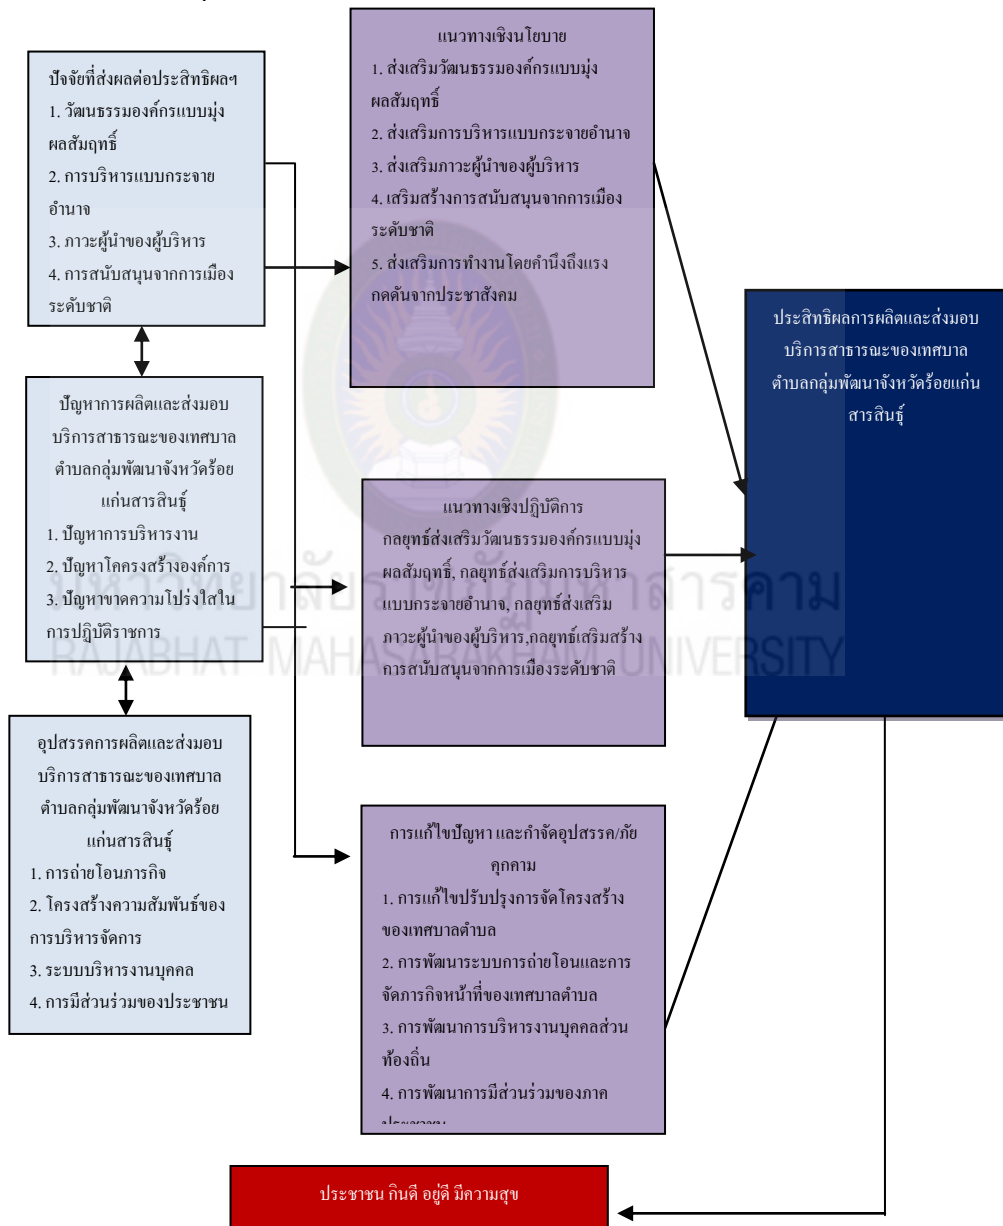 ปัจจัยที่ส่งผลต่อประสิทธิผลฯ
1. วัฒนธรรมองค์กรแบบมุ่ง
ผลสัมฤทธิ์
2. การบริหารแบบกระจาย
อำนาจ
3. ภาวะผู้นำของผู้บริหาร
4. การสนับสนุนจากการเมือง
ระดับชาติ
ปัญหาการผลิตและส่งมอบ
บริการสาธารณะของเทศบาล
ตำบลกลุ่มพัฒนาจังหวัดร้อย
แก่นสารสินธุ์
1. ปัญหาการบริหารงาน
2. ปัญหาโครงสร้างองค์การ
3. ปัญหาขาดความโปร่งใสใน
การปฏิบัติราชการ
อุปสรรคการผลิตและส่งมอบ
บริการสาธารณะของเทศบาล
ตำบลกลุ่มพัฒนาจังหวัดร้อย
แก่นสารสินธุ์
1. การถ่ายโอนภารกิจ
2. โครงสร้างความสัมพันธ์ของ
การบริหารจัดการ
3. ระบบบริหารงานบุคคล
4. การมีส่วนร่วมของประชาชน
แนวทางเชิงนโยบาย
1. ส่งเสริมวัฒนธรรมองค์กรแบบมุ่ง
ผลสัมฤทธิ์
2. ส่งเสริมการบริหารแบบกระจายอำนาจ
3. ส่งเสริมภาวะผู้นำของผู้บริหาร
4. เสริมสร้างการสนับสนุนจากการเมือง
ระดับชาติ
5. ส่งเสริมการทำงานโดยคำนึงถึงแรง
กดดันจากประชาสังคม
แนวทางเชิงปฏิบัติการ
กลยุทธ์ส่งเสริมวัฒนธรรมองค์กรแบบมุ่ง
ผลสัมฤทธิ์, กลยุทธ์ส่งเสริมการบริหาร
แบบกระจายอำนาจ, กลยุทธ์ส่งเสริม
ภาวะผู้นำของผู้บริหาร,กลยุทธ์เสริมสร้าง
การสนับสนุนจากการเมืองระดับชาติ
การแก้ไขปัญหา และกำจัดอุปสรรค/ภัย
คุกคาม
1. การแก้ไขปรับปรุงการจัดโครงสร้าง
ของเทศบาลตำบล
2. การพัฒนาระบบการถ่ายโอนและการ
จัดภารกิจหน้าที่ของเทศบาลตำบล
3. การพัฒนาการบริหารงานบุคคลส่วน
ท้องถิ่น
4. การพัฒนาการมีส่วนร่วมของภาค
ประสิทธิผลการผลิตและส่งมอบ
บริการสาธารณะของเทศบาล
ตำบลกลุ่มพัฒนาจังหวัดร้อยแก่น
สารสินธุ์
ประชาชน กินดี อยู่ดี มีความสุข
มหาวิทยาลัยราชภัฏมหาสารคาม
RAJABHAT MAHASARAKHAM UNIVERSITY